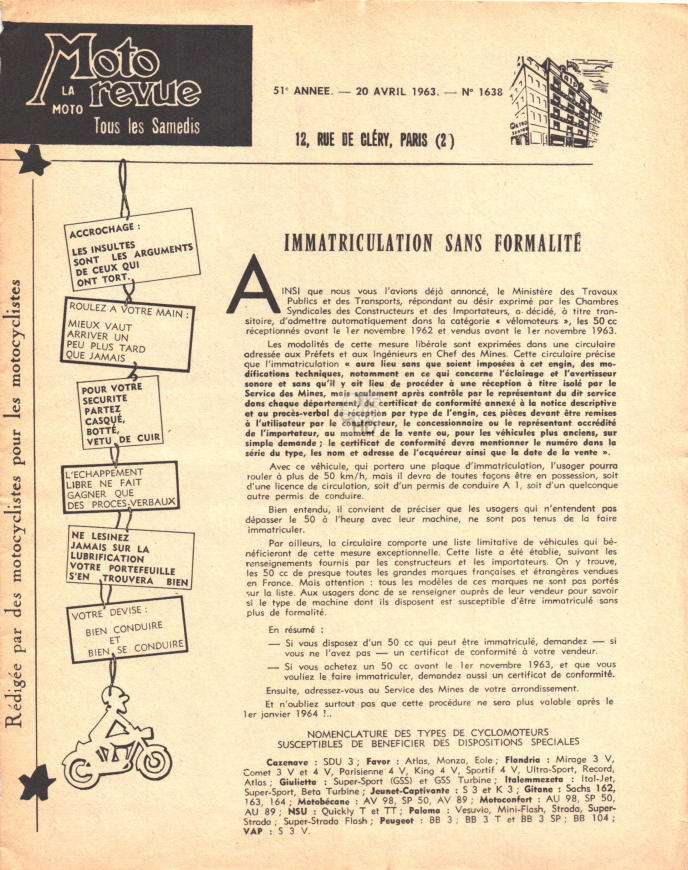 Moto
LA
revue
MOTO
Tous les Samedis
51e ANNEE. — 20 AVRIL 1963. — N° 1638
12, RUE DE CLÉRY, PARIS (2e)
Rédigée par des motocyclistes pour les motocyclistes
ACCROCHAGE :
LES INSULTES
SONT LES ARGUMENTS
DE CEUX QUI
ONT TORT.
ROULEZ A VOTRE MAIN :
MIEUX VAUT
ARRIVER UN
PEU PLUS TARD
QUE JAMAIS
POUR VOTRE
SECURITE
PARTEZ
CASQUÉ,
BOTTÉ,
VETU DE CUIR
L'ECHAPPEMENT
LIBRE NE FAIT
GAGNER QUE
DES PROCES-VERBAUX
NE LESINEZ
JAMAIS SUR LA
LUBRIFICATION
VOTRE PORTEFEUILLE
S'EN TROUVERA BIEN
VOTRE DEVISE :
BIEN CONDUIRE
ET
BIEN SE CONDUIRE
IMMATRICULATION SANS FORMALITÉ
AINSI que nous vous l'avions déjà annoncé, le Ministère des Travaux
Publics et des Transports, répondant au désir exprimé par les Chambres
Syndicales des Constructeurs et des Importateurs, a décidé, à titre tran-
sitoire, d'admettre automatiquement dans la catégorie « vélomoteurs », les 50 cc
réceptionnés avant le 1er novembre 1962 et vendus avant le 1er novembre 1963.
Les modalités de cette mesure libérale sont exprimées dans une circulaire
adressée aux Préfets et aux Ingénieurs en Chef des Mines. Cette circulaire précise
que l'immatriculation « aura lieu sans que soient imposées à cet engin, des mo-
difications techniques, notamment en ce qui concerne l'éclairage et l'avertisseur
sonore et sans qu'il y ait lieu de procéder à une réception à titre isolé par le
Service des Mines, mais seulement après contrôle par le représentant du dit service
dans chaque département, du certificat de conformité annexé à la notice descriptive
et au procès-verbal de réception par type de l'engin, ces pièces devant être remises
à l'utilisateur par le constructeur, le concessionnaire ou le représentant accrédité
de l'importateur, au moment de la vente ou, pour les véhicules plus anciens, sur
simple demande ; le certificat de conformité devra mentionner le numéro dans la
série du type, les nom et adresse de l'acquéreur ainsi que la date de la vente ».
Avec ce véhicule, qui portera une plaque d'immatriculation, l'usager pourra
rouler à plus de 50 km/h, mais il devra de toutes façons être en possession, soit
d'une licence de circulation, soit d'un permis de conduire A 1, soit d'un quelconque
autre permis de conduire.
Bien entendu, il convient de préciser que les usagers qui n'entendent pas
dépasser le 50 à l'heure avec leur machine, ne sont pas tenus de la faire
immatriculer.
Par ailleurs, la circulaire comporte une liste limitative de véhicules qui bé-
néficieront de cette mesure exceptionnelle. Cette liste a été établie, suivant les
renseignements fournis par les constructeurs et les importateurs. On y trouve,
les 50 cc de presque toutes les grandes marques françaises et étrangères vendues
en France. Mais attention : tous les modèles de ces marques ne sont pas portés
sur la liste. Aux usagers donc de se renseigner auprès de leur vendeur pour savoir
si le type de machine dont ils disposent est susceptible d'être immatriculé sans
plus de formalité.
En résumé :
— Si vous disposez d'un 50 cc qui peut être immatriculé, demandez — si
vous ne l'avez pas — un certificat de conformité à votre vendeur.
— Si vous achetez un 50 cc avant le 1er novembre 1963, et que vous
vouliez le faire immatriculer, demandez aussi un certificat de conformité.
Ensuite, adressez-vous au Service des Mines de votre arrondissement.
Et n'oubliez surtout pas que cette procédure ne sera plus valable après le
1er janvier 1964 !..
NOMENCLATURE DES TYPES DE CYCLOMOTEURS
SUSCEPTIBLES DE BENEFICIER DES DISPOSITIONS SPECIALES
Cazenave : SDU 3 ; Favor : Atlas, Monza, Eole ; Flandria : Mirage 3 V,
Comet 3 V et 4 V, Parisienne 4 V, King 4 V, Sportif 4 V, Ultra-Sport, Record,
Atlas ; Giulietta : Super-Sport (GSS) et GSS Turbine ; Italemmezeta : Ital-Jet,
Super-Sport, Beta Turbine ; Jeunet-Captivante : S 3 et K 3 ; Gitane : Sachs 162,
163, 164 ; Motobécane : AV 98, SP 50, AV 89 ; Motoconfort : AU 98, SP 50,
AU 89 ; NSU : Quickly T et TT ; Paloma : Vesuvio, Mini-Flash, Strada, Super-
Strada ; Super-Strada Flash ; Peugeot : BB 3 ; BB 3 T et BB 3 SP ; BB 104 ;
VAP : S 3 V.